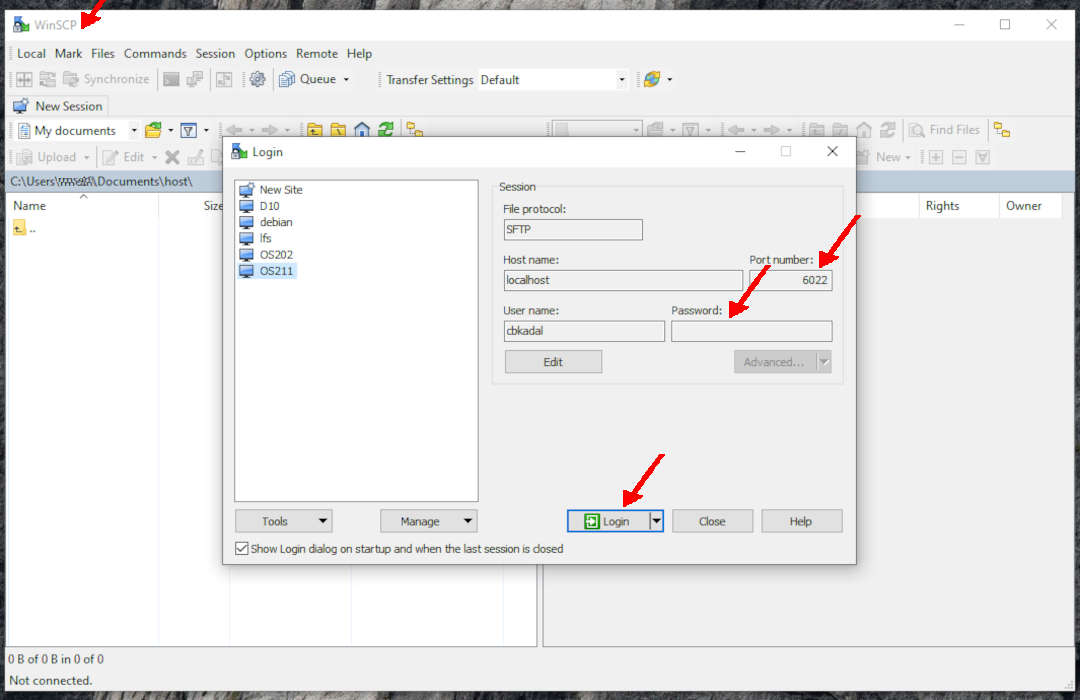 WinSCP
Local Mark Files Commands Session Options Remote Help
Synchronize Queue Transfer Settings Default
New Session
My documents Find Files
Upload Edit New
C:\Users\ \Documents\host\
Name Size Rights Owner
..
Login
New Site
D10
debian
lfs
OS202
OS211
Session
File protocol:
SFTP
Host name: Port number:
localhost 6022
User name: Password:
cbkadal
Edit Advanced...
Tools Manage Login Close Help
Show Login dialog on startup and when the last session is closed
0 B of 0 B in 0 of 0
Not connected.